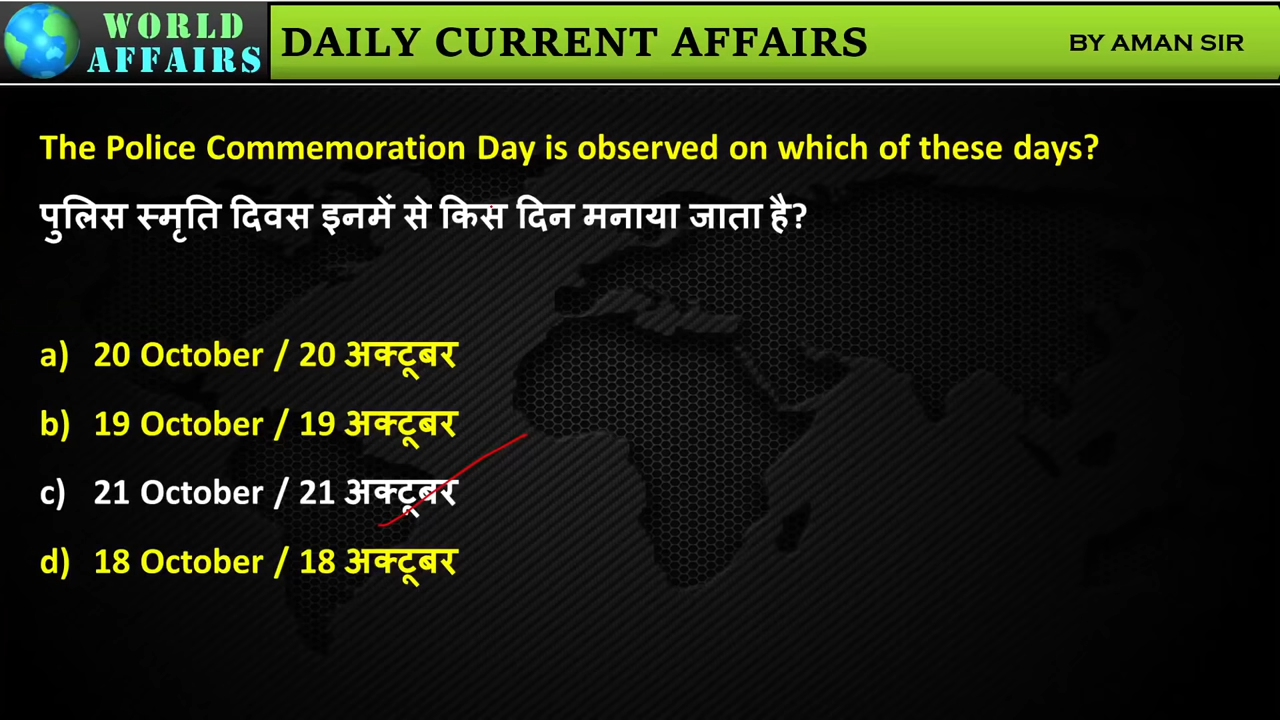 WORLD
AFFAIRS
DAILY CURRENT AFFAIRS
BY AMAN SIR
The Police Commemoration Day is observed on which of these days?
पुलिस स्मृति दिवस इनमें से किस दिन मनाया जाता है?
a) 20 October / 20 अक्टूबर
b) 19 October / 19 अक्टूबर
c) 21 October / 21 अक्टूबर
d) 18 October / 18 अक्टूबर